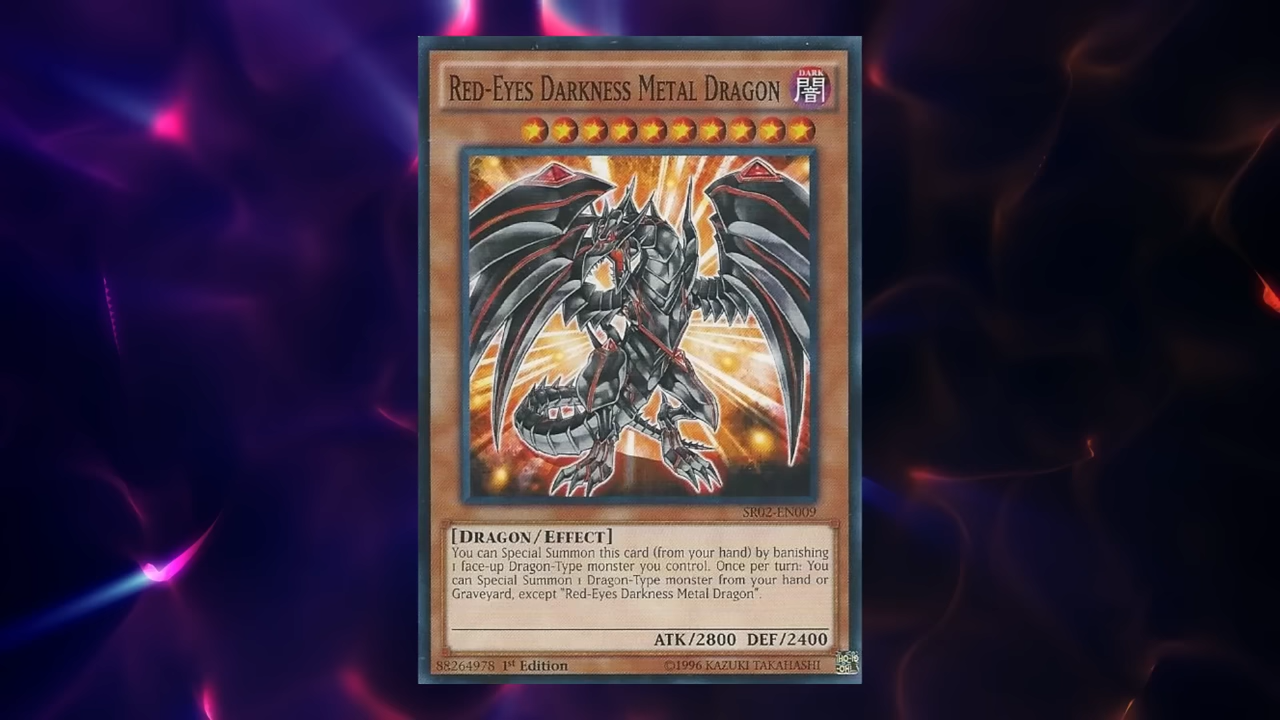 RED-EYES DARKNESS METAL DRAGON
DARK
闇
SR02-EN009
[DRAGON/EFFECT]
You can Special Summon this card (from your hand) by banishing
1 face-up Dragon-Type monster you control. Once per turn: You
can Special Summon 1 Dragon-Type monster from your hand or
Graveyard, except "Red-Eyes Darkness Metal Dragon".
ATK/2800 DEF/2400
88264978 1st Edition ©1996 KAZUKI TAKAHASHI